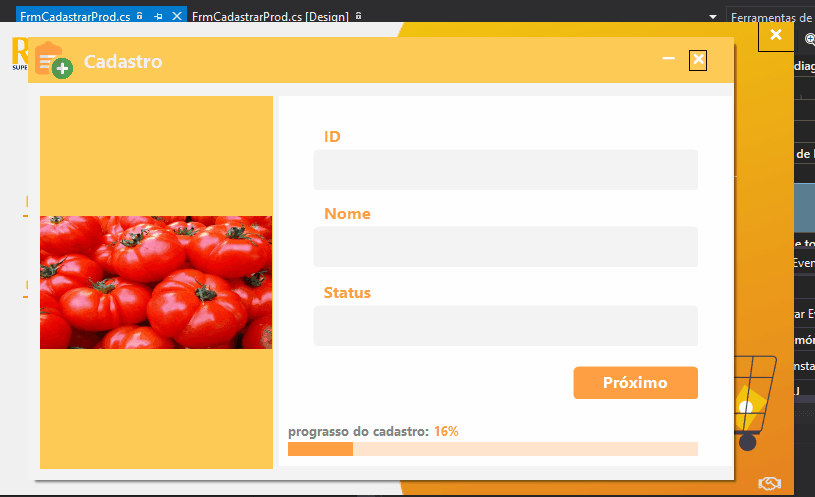 FrmCadastrarProd.cs
FrmCadastrarProd.cs [Design]
Ferramentas de
R
SUPE
Cadastro
diag
ID
de
Nome
e to
Even
Status
ar Ev
mór
nsta
Próximo
prograsso do cadastro: 16%